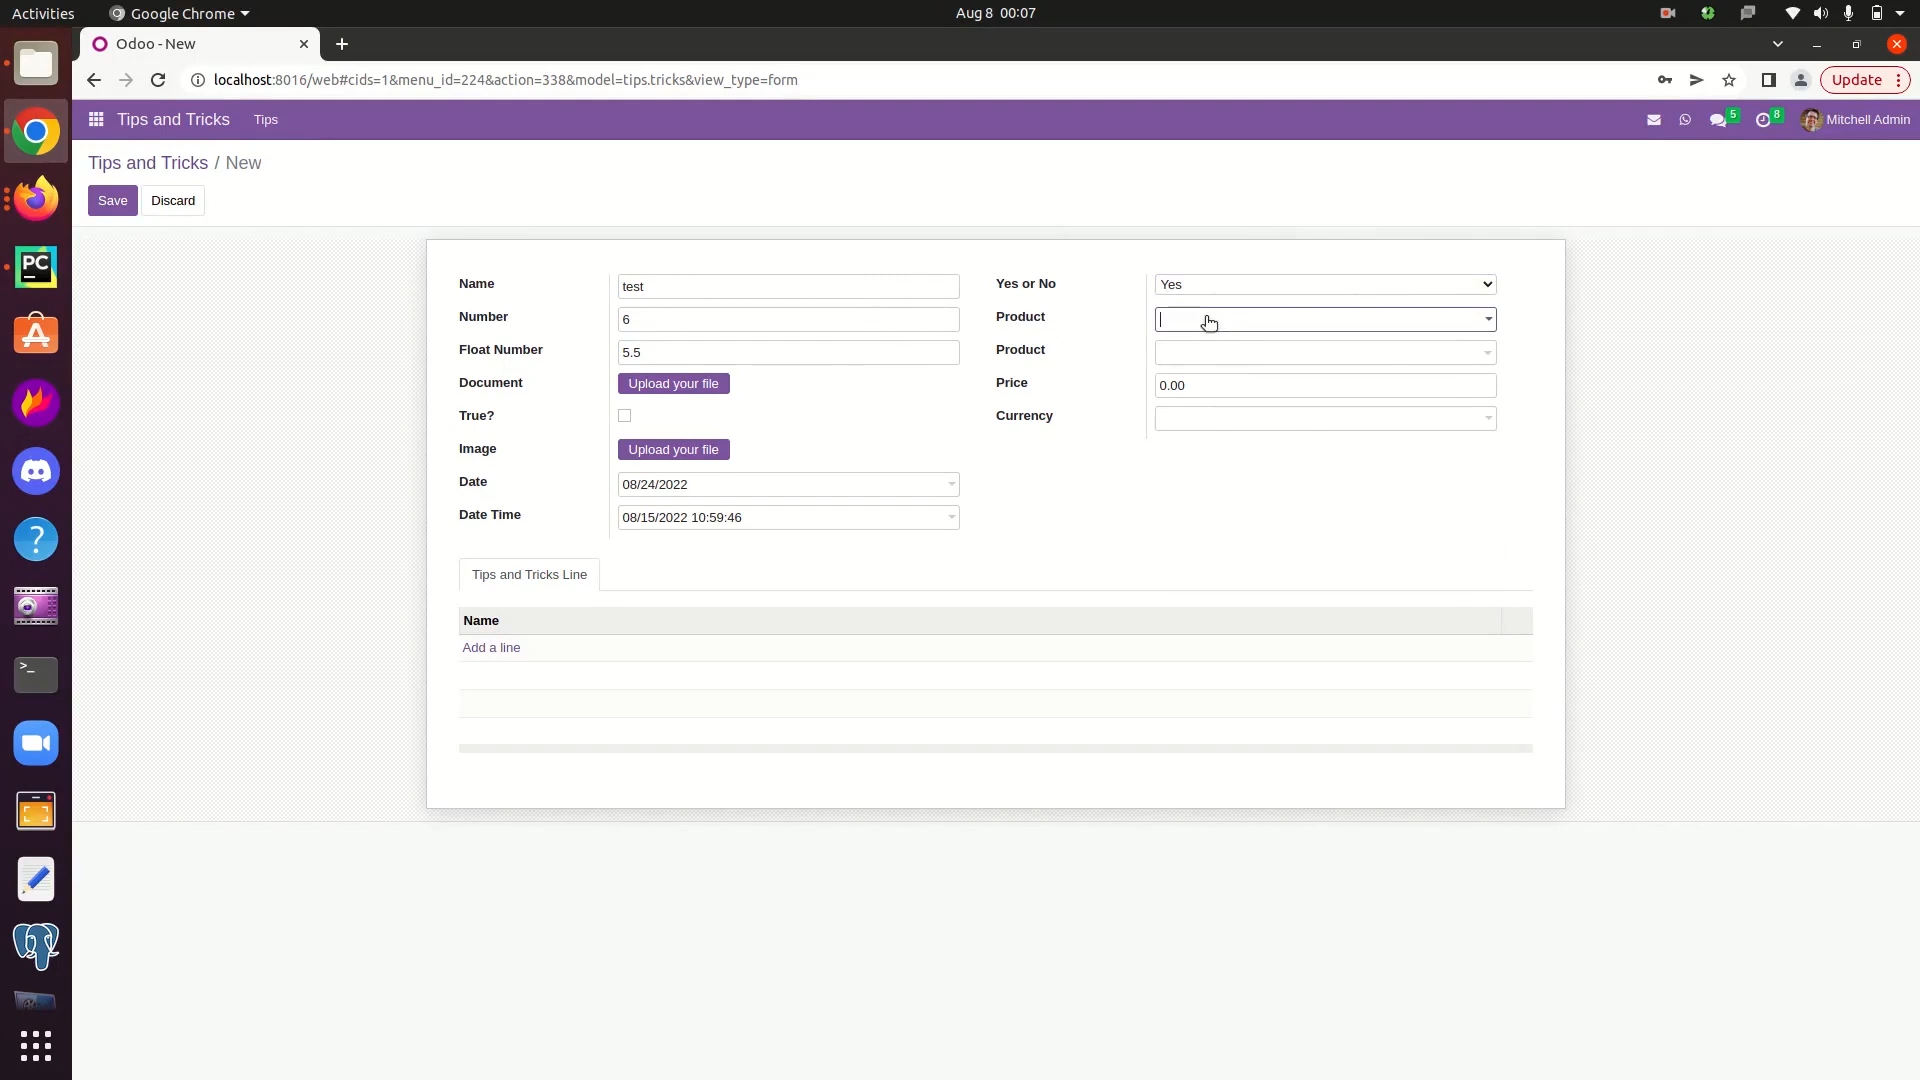 Activities
Google Chrome
Aug 8 00:07
Odoo - New
localhost:8016/web#cids=1&menu_id=224&action=338&model=tips.tricks&view_type=form
Update
Tips and Tricks
Tips
5
8
Mitchell Admin
Tips and Tricks / New
Save
Discard
Name
test
Yes or No
Yes
Number
6
Product
Float Number
5.5
Product
Document
Upload your file
Price
0.00
True?
Currency
Image
Upload your file
Date
08/24/2022
Date Time
08/15/2022 10:59:46
Tips and Tricks Line
Name
Add a line
PC
?
>_